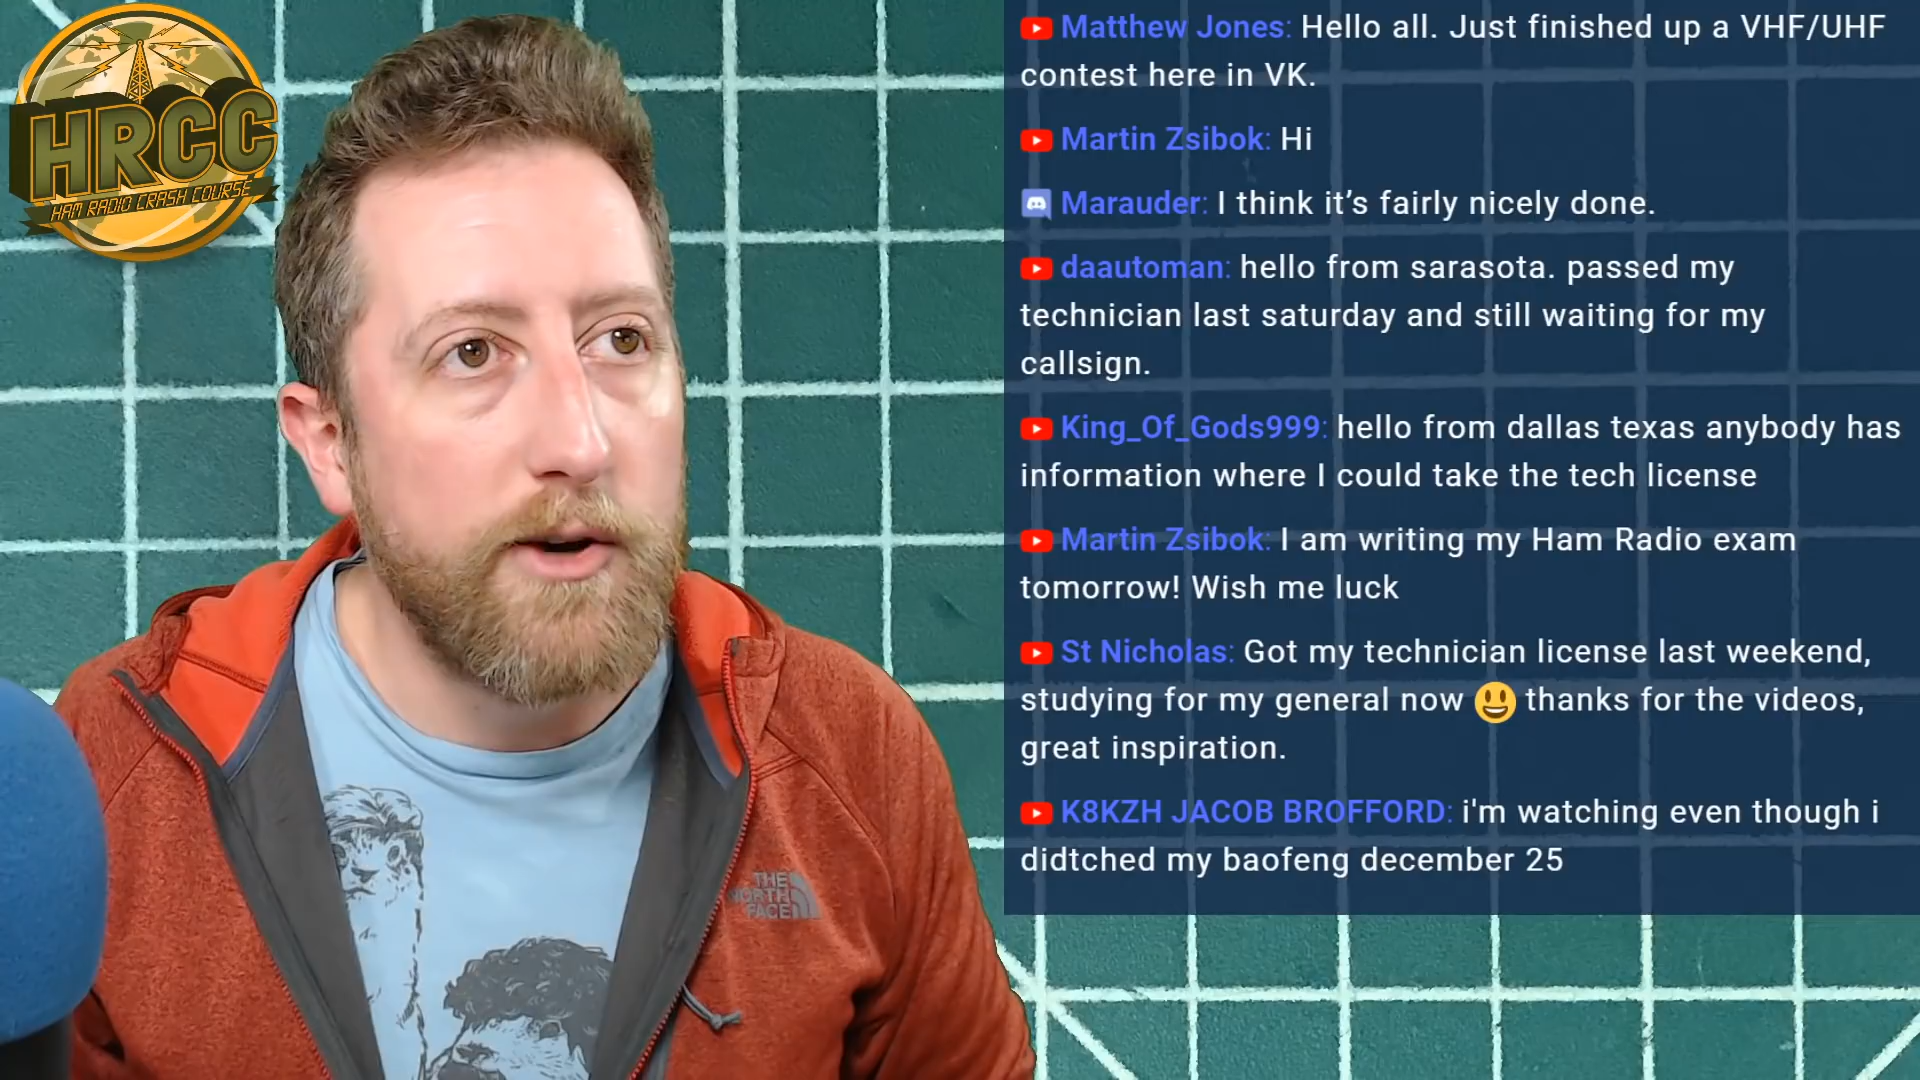 HRCC
HAM RADIO CRASH COURSE
Matthew Jones: Hello all. Just finished up a VHF/UHF
contest here in VK.
Martin Zsibok: Hi
Marauder: I think it’s fairly nicely done.
daautoman: hello from sarasota. passed my
technician last saturday and still waiting for my
callsign.
King_Of_Gods999: hello from dallas texas anybody has
information where I could take the tech license
Martin Zsibok: I am writing my Ham Radio exam
tomorrow! Wish me luck
St Nicholas: Got my technician license last weekend,
studying for my general now 😃 thanks for the videos,
great inspiration.
K8KZH JACOB BROFFORD: i'm watching even though i
didtched my baofeng december 25
THE
NORTH
FACE